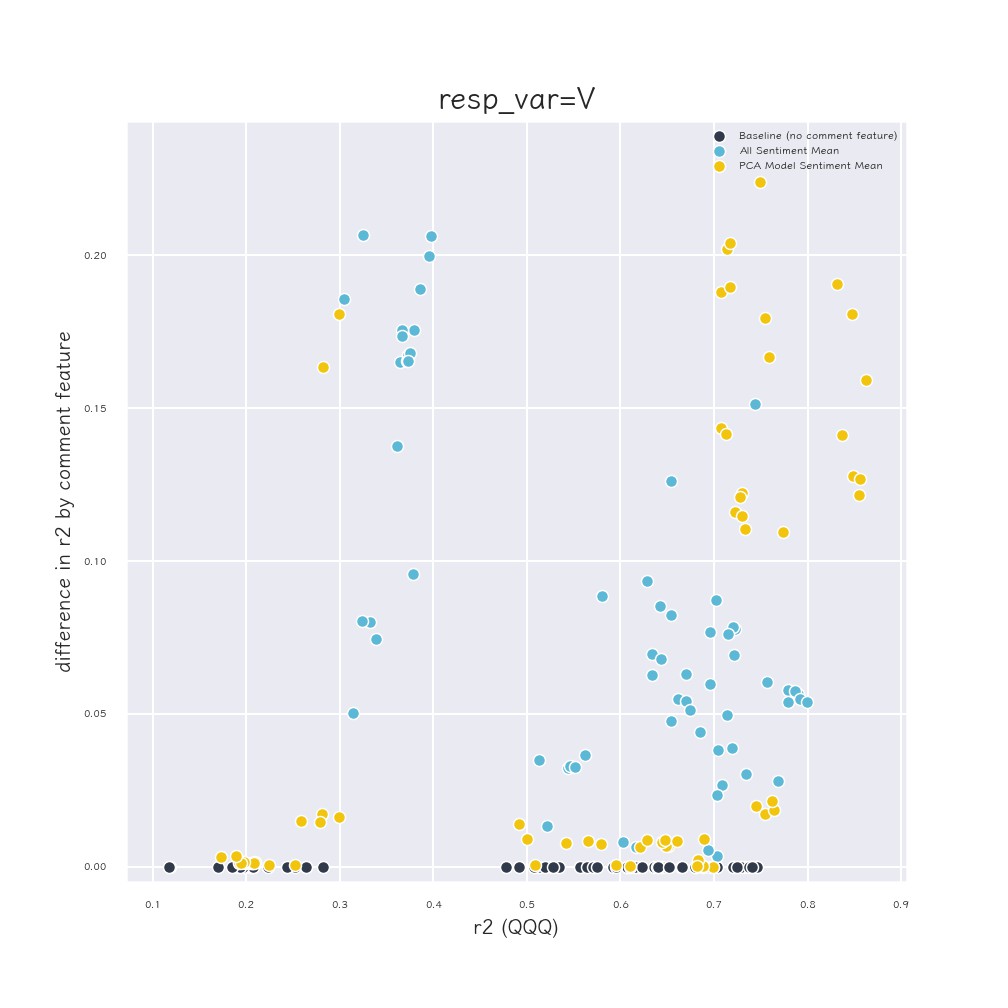 resp_var=V
Baseline (no comment feature)
All Sentiment Mean
PCA Model Sentiment Mean
difference in r2 by comment feature
0.20
0.15
0.10
0.05
0.00
0.1 0.2 0.3 0.4 0.5 0.6 0.7 0.8 0.9
r2 (QQQ)